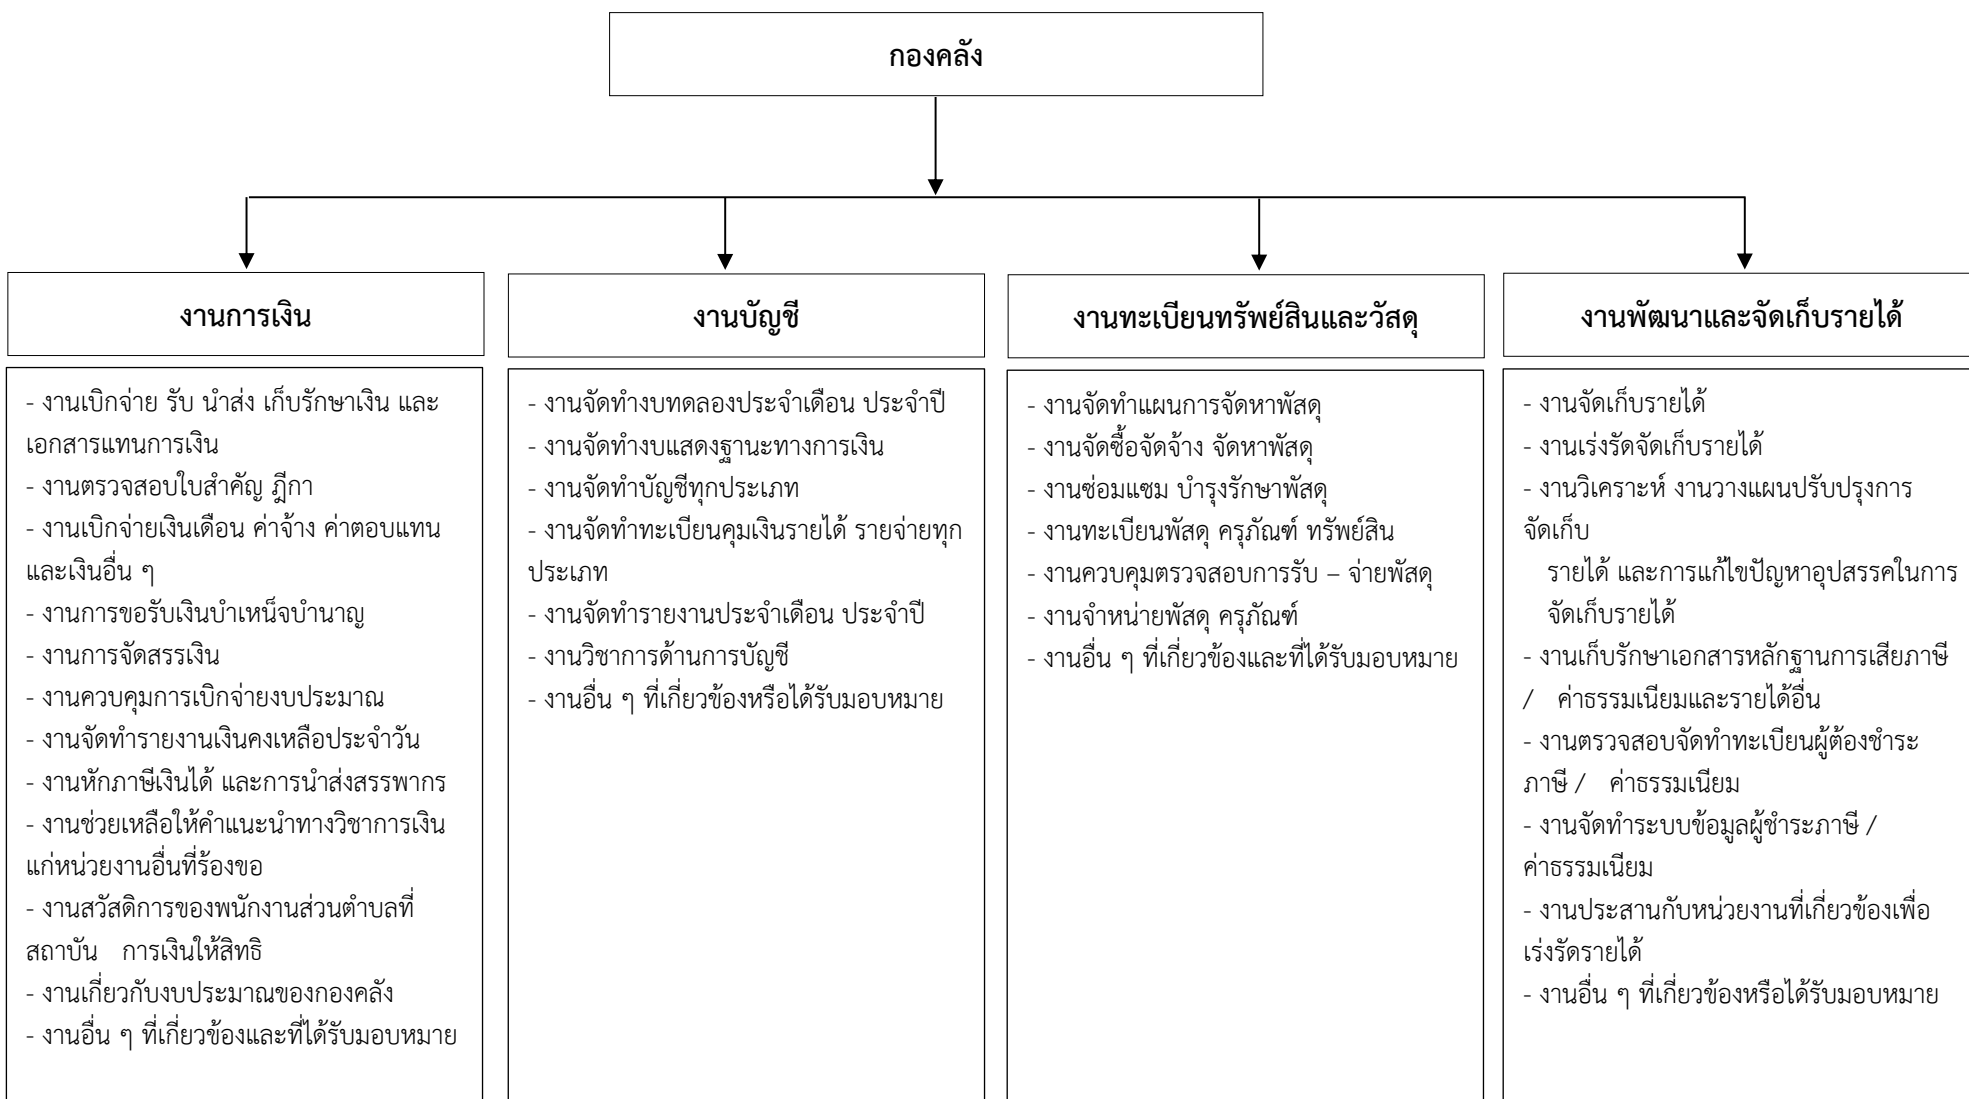 กองคลัง
งานการเงิน
- งานเบิกจ่าย รับ นำส่ง เก็บรักษาเงิน และ
เอกสารแทนการเงิน
- งานตรวจสอบใบสำคัญ ฎีกา
- งานเบิกจ่ายเงินเดือน ค่าจ้าง ค่าตอบแทน
และเงินอื่น ๆ
- งานการขอรับเงินบำเหน็จบำนาญ
- งานการจัดสรรเงิน
- งานควบคุมการเบิกจ่ายงบประมาณ
- งานจัดทำรายงานเงินคงเหลือประจำวัน
- งานหักภาษีเงินได้ และการนำส่งสรรพากร
- งานช่วยเหลือให้คำแนะนำทางวิชาการเงิน
แก่หน่วยงานอื่นที่ร้องขอ
- งานสวัสดิการของพนักงานส่วนตำบลที่
สถาบัน การเงินให้สิทธิ
- งานเกี่ยวกับงบประมาณของกองคลัง
- งานอื่น ๆ ที่เกี่ยวข้องและที่ได้รับมอบหมาย
งานบัญชี
- งานจัดทำงบทดลองประจำเดือน ประจำปี
- งานจัดทำงบแสดงฐานะทางการเงิน
- งานจัดทำบัญชีทุกประเภท
- งานจัดทำทะเบียนคุมเงินรายได้ รายจ่ายทุก
ประเภท
- งานจัดทำรายงานประจำเดือน ประจำปี
- งานวิชาการด้านการบัญชี
- งานอื่น ๆ ที่เกี่ยวข้องหรือได้รับมอบหมาย
งานทะเบียนทรัพย์สินและวัสดุ
- งานจัดทำแผนการจัดหาพัสดุ
- งานจัดซื้อจัดจ้าง จัดหาพัสดุ
- งานซ่อมแซม บำรุงรักษาพัสดุ
- งานทะเบียนพัสดุ ครุภัณฑ์ ทรัพย์สิน
- งานควบคุมตรวจสอบการรับ – จ่ายพัสดุ
- งานจำหน่ายพัสดุ ครุภัณฑ์
- งานอื่น ๆ ที่เกี่ยวข้องและที่ได้รับมอบหมาย
งานพัฒนาและจัดเก็บรายได้
- งานจัดเก็บรายได้
- งานเร่งรัดจัดเก็บรายได้
- งานวิเคราะห์ งานวางแผนปรับปรุงการ
จัดเก็บ
รายได้ และการแก้ไขปัญหาอุปสรรคในการ
จัดเก็บรายได้
- งานเก็บรักษาเอกสารหลักฐานการเสียภาษี
/ ค่าธรรมเนียมและรายได้อื่น
- งานตรวจสอบจัดทำทะเบียนผู้ต้องชำระ
ภาษี / ค่าธรรมเนียม
- งานจัดทำระบบข้อมูลผู้ชำระภาษี /
ค่าธรรมเนียม
- งานประสานกับหน่วยงานที่เกี่ยวข้องเพื่อ
เร่งรัดรายได้
- งานอื่น ๆ ที่เกี่ยวข้องหรือได้รับมอบหมาย